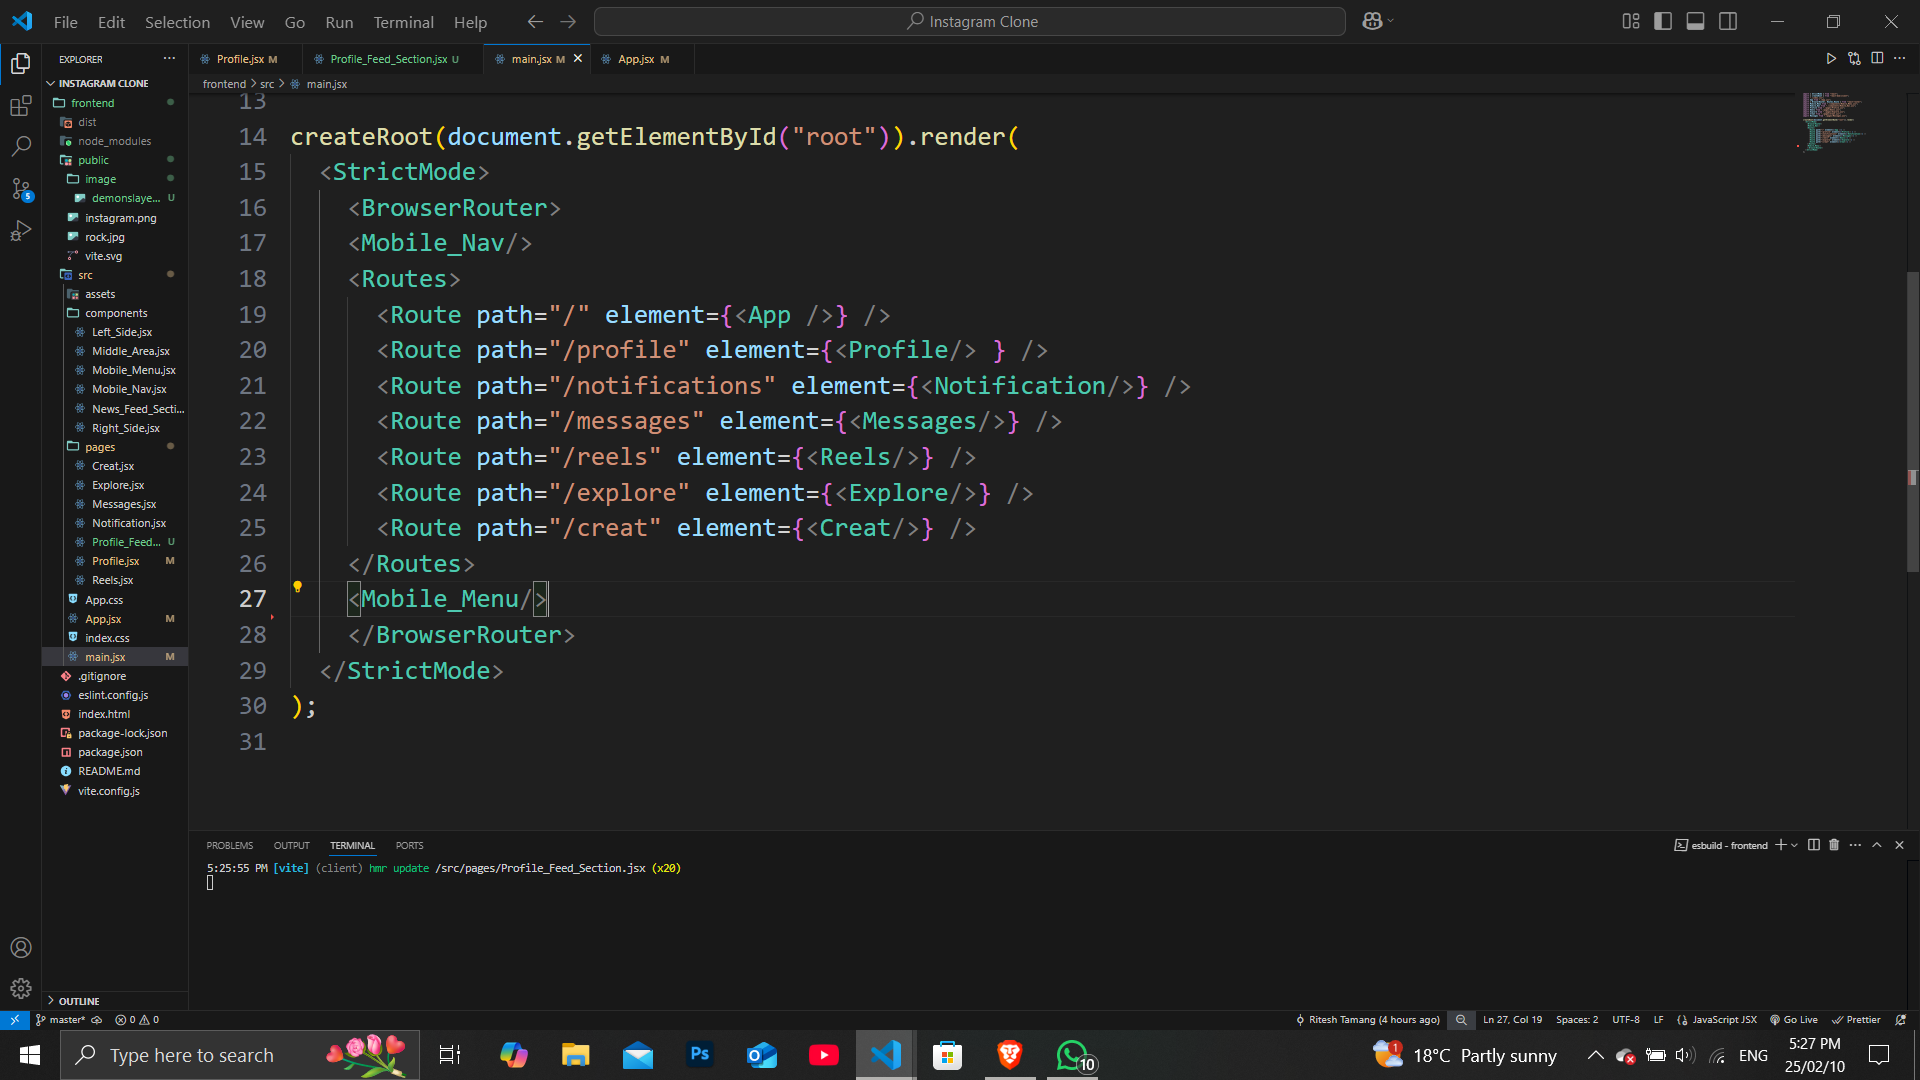 File Edit Selection View Go Run Terminal Help
Instagram Clone
EXPLORER
Profile.jsx M
Profile_Feed_Section.jsx U
main.jsx M
App.jsx M
INSTAGRAM CLONE
frontend
dist
node_modules
public
image
demonslaye... U
instagram.png
rock.jpg
vite.svg
src
assets
components
Left_Side.jsx
Middle_Area.jsx
Mobile_Menu.jsx
Mobile_Nav.jsx
News_Feed_Secti...
Right_Side.jsx
pages
Creat.jsx
Explore.jsx
Messages.jsx
Notification.jsx
Profile_Feed... U
Profile.jsx M
Reels.jsx
App.css
App.jsx M
index.css
main.jsx M
.gitignore
eslint.config.js
index.html
package-lock.json
package.json
README.md
vite.config.js
OUTLINE
5
frontend > src > main.jsx
13
14 createRoot(document.getElementById("root")).render(
15 <StrictMode>
16 <BrowserRouter>
17 <Mobile_Nav/>
18 <Routes>
19 <Route path="/" element={<App />} />
20 <Route path="/profile" element={<Profile/> } />
21 <Route path="/notifications" element={<Notification/>} />
22 <Route path="/messages" element={<Messages/>} />
23 <Route path="/reels" element={<Reels/>} />
24 <Route path="/explore" element={<Explore/>} />
25 <Route path="/creat" element={<Creat/>} />
26 </Routes>
27 <Mobile_Menu/>
28 </BrowserRouter>
29 </StrictMode>
30 );
31
PROBLEMS OUTPUT TERMINAL PORTS
esbuild - frontend
5:25:55 PM [vite] (client) hmr update /src/pages/Profile_Feed_Section.jsx (x20)
master* 0 0
Ritesh Tamang (4 hours ago) Ln 27, Col 19 Spaces: 2 UTF-8 LF JavaScript JSX Go Live Prettier
Type here to search
Ps
10
1
18°C Partly sunny
ENG
5:27 PM
25/02/10